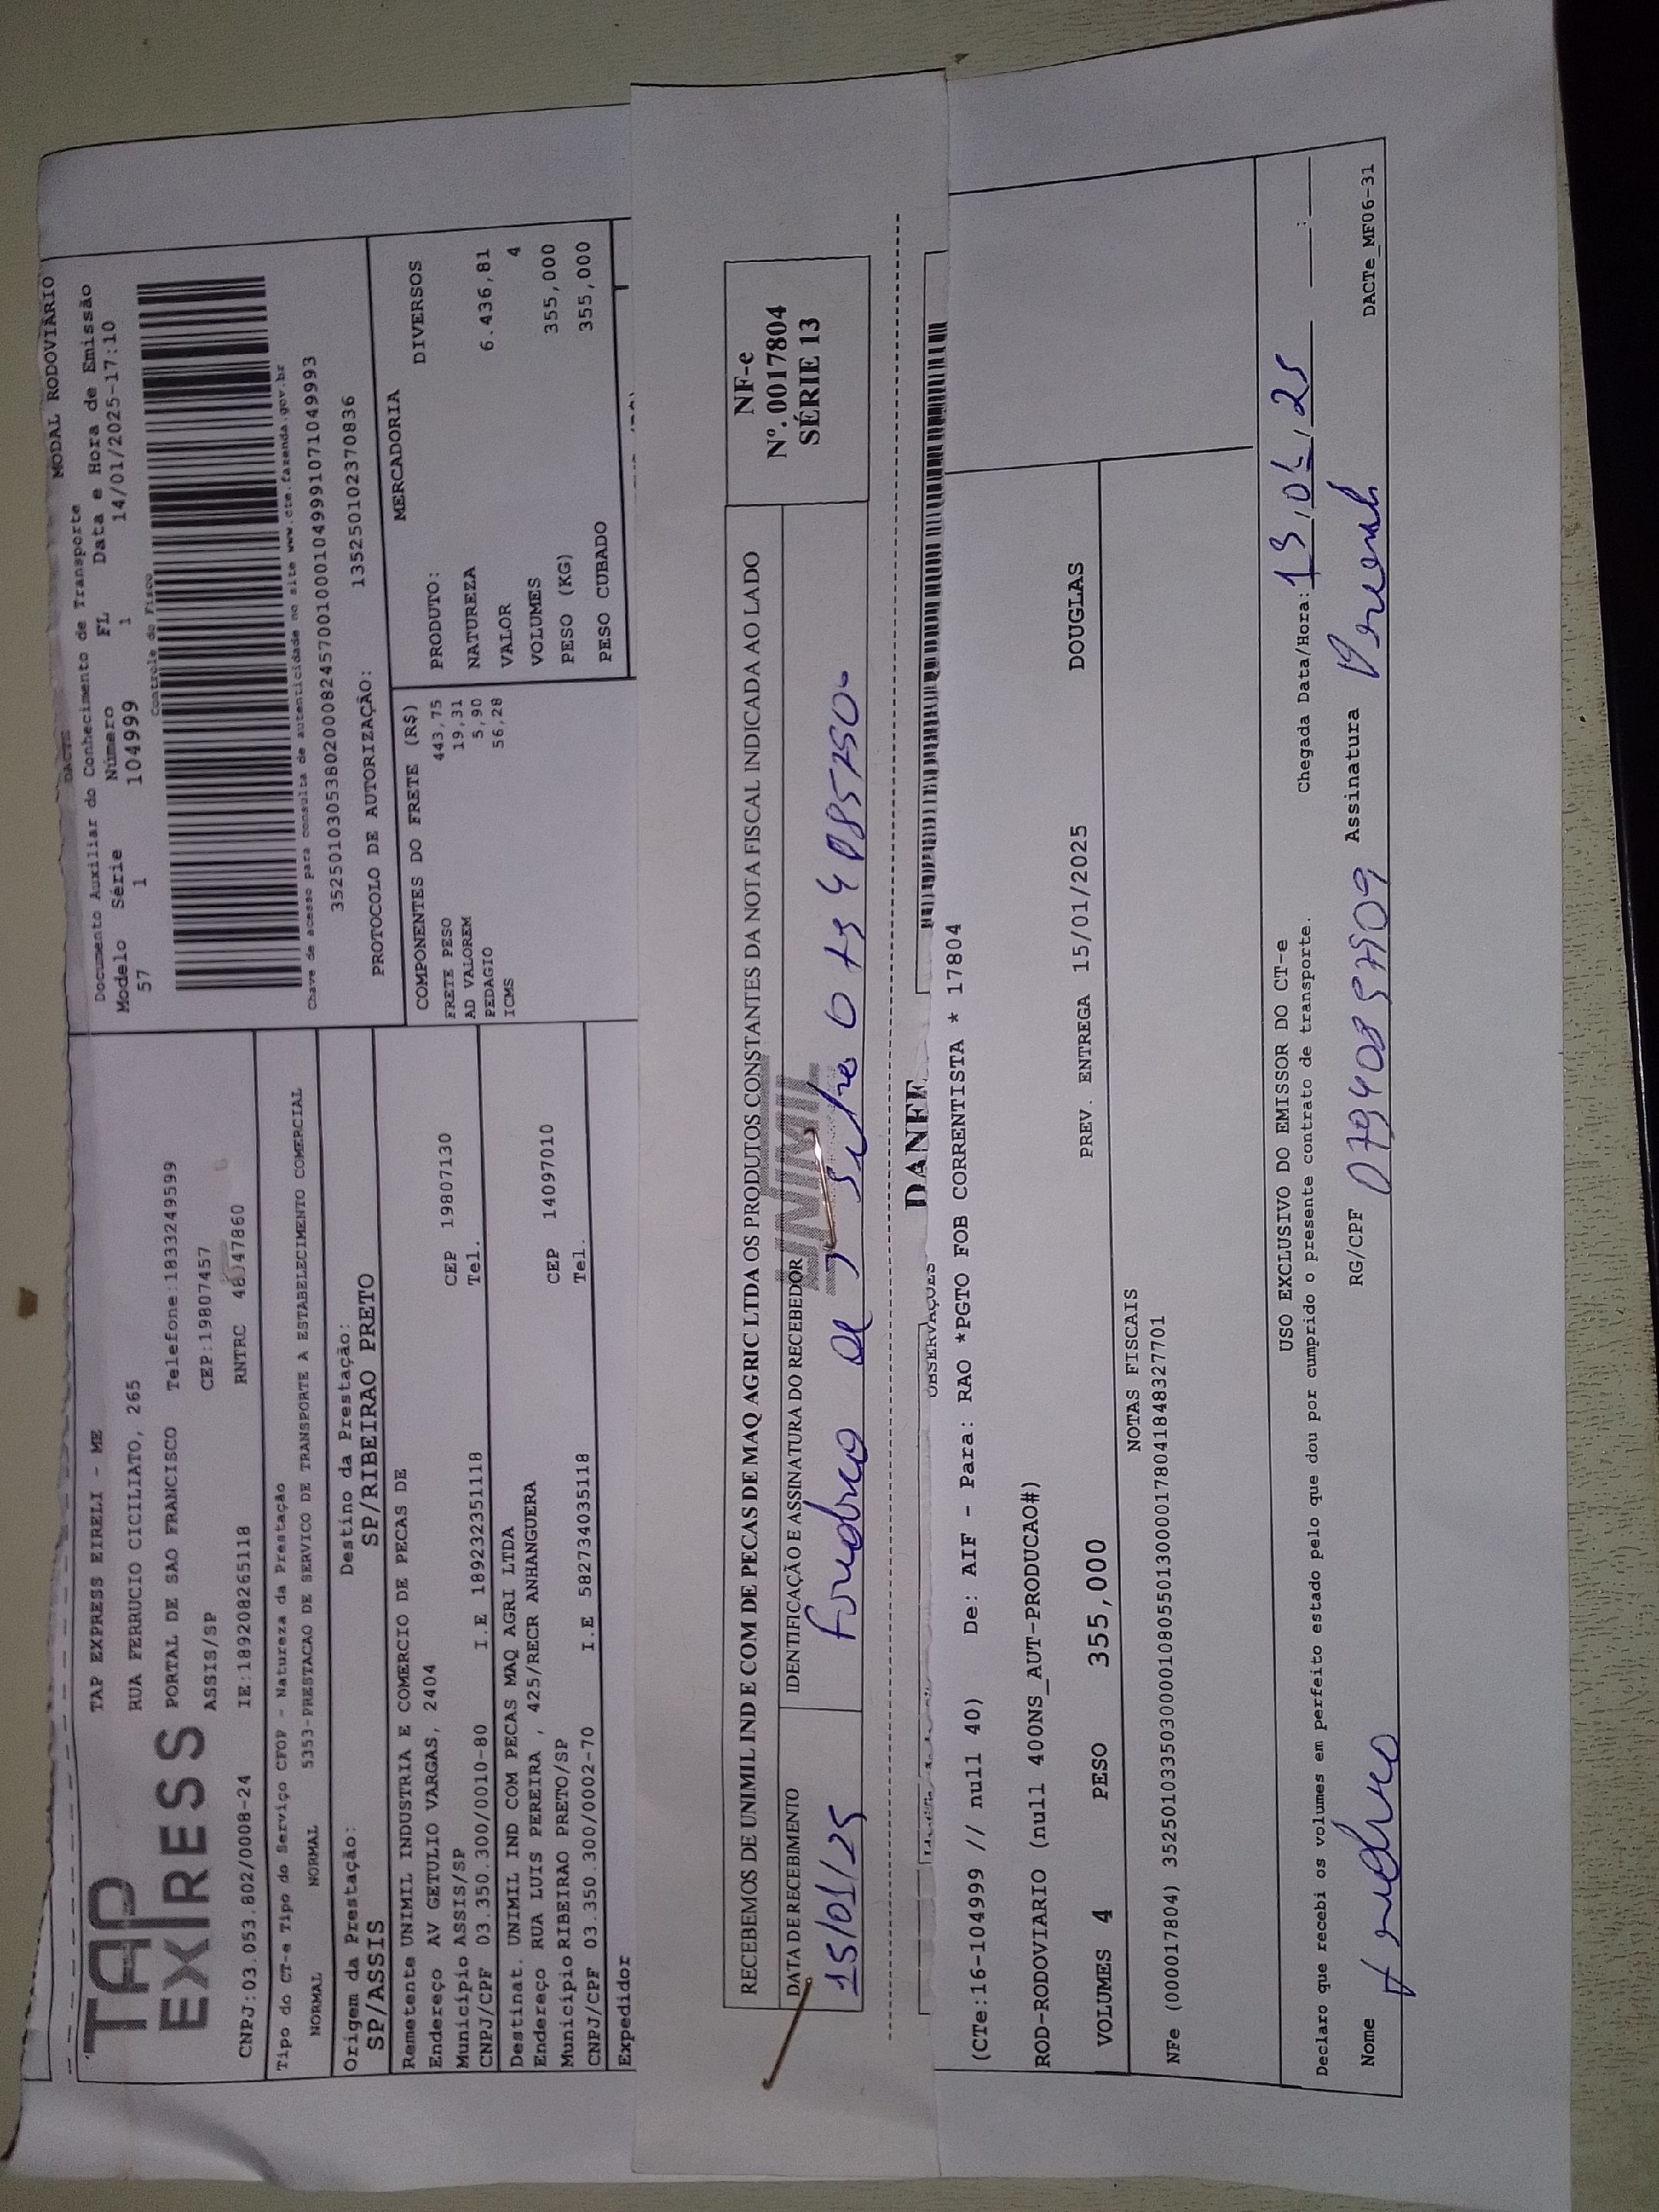 DACTE
MODAL RODOVIÁRIO
Documento Auxiliar do Conhecimento de Transporte
Modelo Série Número FL Data e Hora de Emissão
57 1 104999 1 14/01/2025-17:10
Controle do Fisco
Chave de acesso para consulta de autenticidade no site www.cte.fazenda.gov.br
PROTOCOLO DE AUTORIZAÇÃO: 135250102370836
TAP EXPRESS
TAP EXPRESS EIRELI - ME
RUA FERRUCIO CICILIATO, 265
PORTAL DE SAO FRANCISCO Telefone:1833249599
ASSIS/SP CEP:19807457
CNPJ:03.053.802/0008-24 IE:189208265118 RNTRC
Tipo do CT-e Tipo do Serviço CFOP - Natureza da Prestação
NORMAL NORMAL 5353-PRESTACAO DE SERVICO DE TRANSPORTE A ESTABELECIMENTO COMERCIAL
Origem da Prestação: Destino da Prestação:
SP/ASSIS SP/RIBEIRAO PRETO
Remetente UNIMIL INDUSTRIA E COMERCIO DE PECAS DE
Endereço AV GETULIO VARGAS, 2404 CEP 19807130
Município ASSIS/SP Tel.
CNPJ/CPF 03.350.300/0010-80 I.E 189232351118
Destinat. UNIMIL IND COM PECAS MAQ AGRI LTDA
Endereço RUA LUIS PEREIRA , 425/RECR ANHANGUERA CEP 14097010
Município RIBEIRAO PRETO/SP Tel.
CNPJ/CPF 03.350.300/0002-70 I.E 582734035118
Expedidor
COMPONENTES DO FRETE (R$)
FRETE PESO 443,75
AD VALOREM 19,31
PEDAGIO 5,90
ICMS 56,28
MERCADORIA
PRODUTO: DIVERSOS
NATUREZA
VALOR 6.436,81
VOLUMES 4
PESO (KG) 355,000
PESO CUBADO 355,000
RECEBEMOS DE UNIMIL IND E COM DE PECAS DE MAQ AGRIC LTDA OS PRODUTOS CONSTANTES DA NOTA FISCAL INDICADA AO LADO
DATA DE RECEBIMENTO IDENTIFICAÇÃO E ASSINATURA DO RECEBEDOR
15/01/25
UNIMIL
NF-e
Nº. 0017804
SÉRIE 13
DANFE
OBSERVAÇOES
(CTe:16-104999 // null 40) De: AIF - Para: RAO *PGTO FOB CORRENTISTA * 17804
ROD-RODOVIARIO (null 400NS_AUT-PRODUCAO#)
VOLUMES 4 PESO 355,000 PREV. ENTREGA 15/01/2025 DOUGLAS
NOTAS FISCAIS
NFe (000017804) 35250103350300001080550130000178041848327701
USO EXCLUSIVO DO EMISSOR DO CT-e
Declaro que recebi os volumes em perfeito estado pelo que dou por cumprido o presente contrato de transporte. Chegada Data/Hora:
Nome RG/CPF Assinatura
DACTe_MF06-31